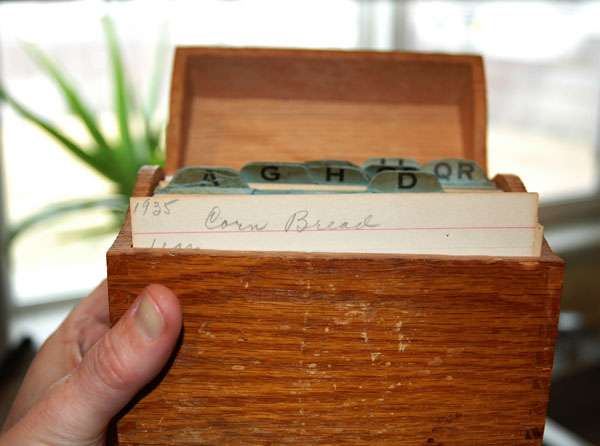 A G H D QR
1935 Corn Bread